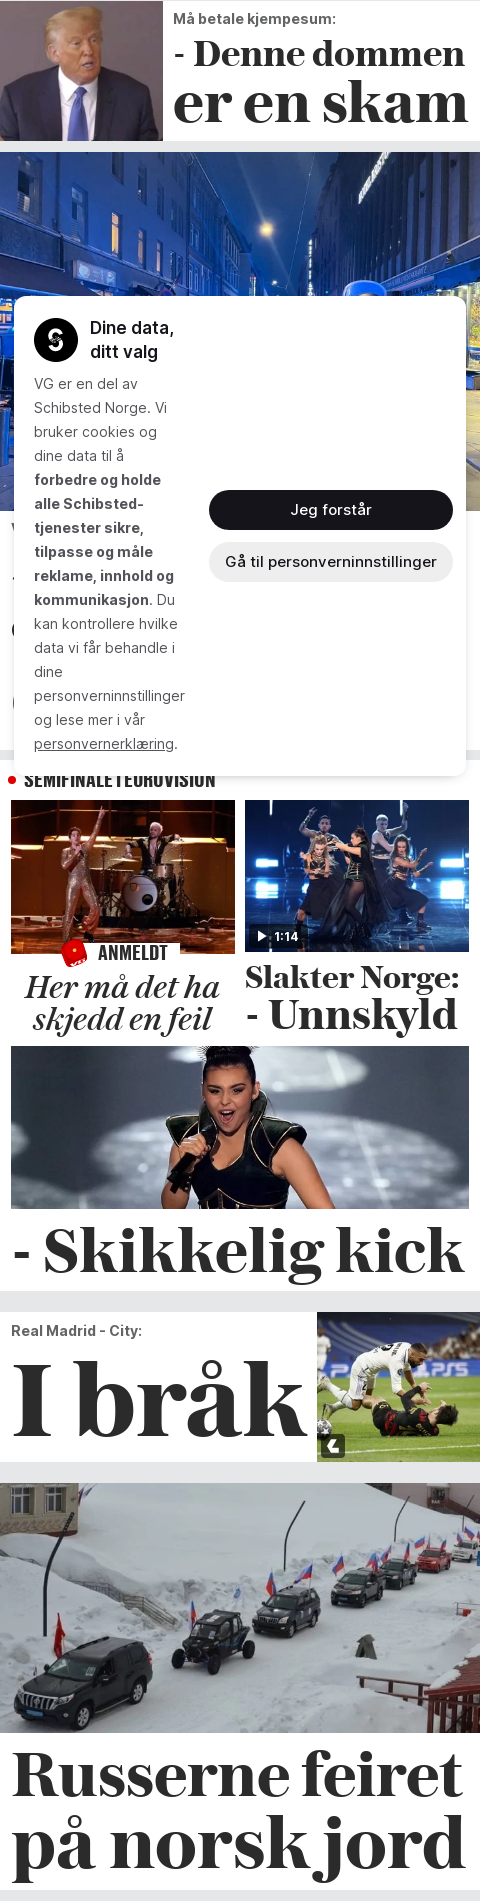 Må betale kjempesum:
- Denne dommen
er en skam
Dine data,
ditt valg
VG er en del av
Schibsted Norge. Vi
bruker cookies og
dine data til å
forbedre og holde
alle Schibsted-
tjenester sikre,
tilpasse og måle
reklame, innhold og
kommunikasjon. Du
kan kontrollere hvilke
data vi får behandle i
dine
personverninnstillinger
og lese mer i vår
personvernerklæring.
Jeg forstår
Gå til personverninnstillinger
SEMIFINALE I EUROVISION
1:14
ANMELDT
Her må det ha
skjedd en feil
Slakter Norge:
- Unnskyld
- Skikkelig kick
Real Madrid - City:
I bråk
Russerne feiret
på norsk jord